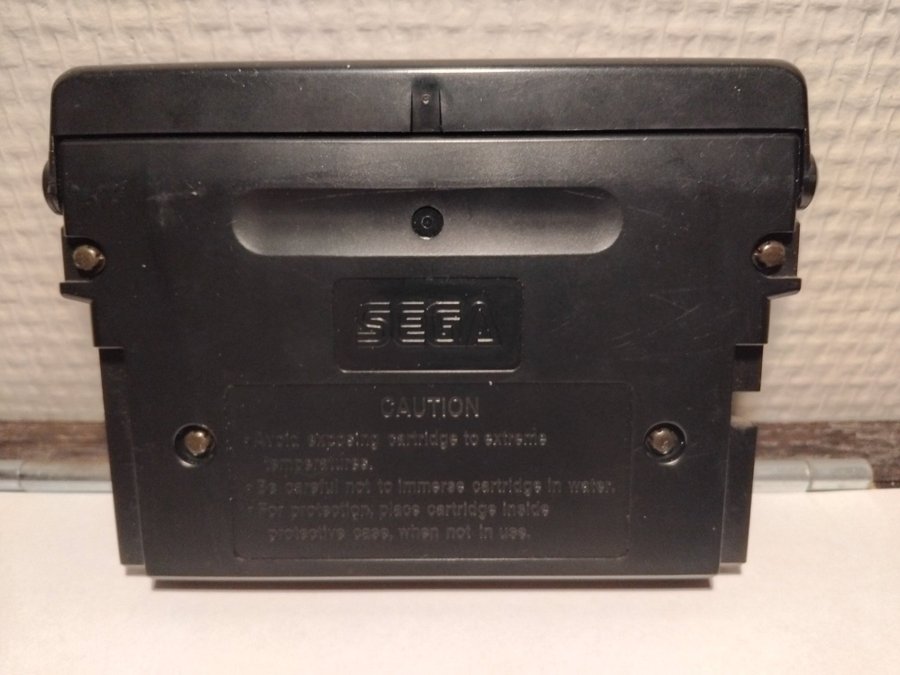 SEGA
CAUTION
• Avoid exposing cartridge to extreme
temperatures.
• Be careful not to immerse cartridge in water.
• For protection, place cartridge inside
protective case, when not in use.